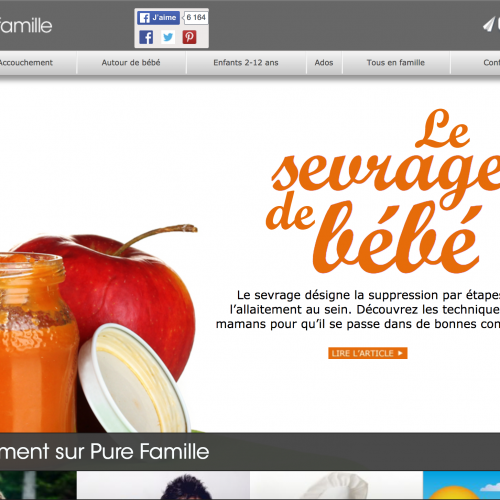 famille
J'aime 6 164
Accouchement Autour de bébé Enfants 2-12 ans Ados Tous en famille Conf
Le
sevrage
de
bébé
Le sevrage désigne la suppression par étapes
l'allaitement au sein. Découvrez les technique
mamans pour qu'il se passe dans de bonnes con
LIRE L'ARTICLE
ment sur Pure Famille